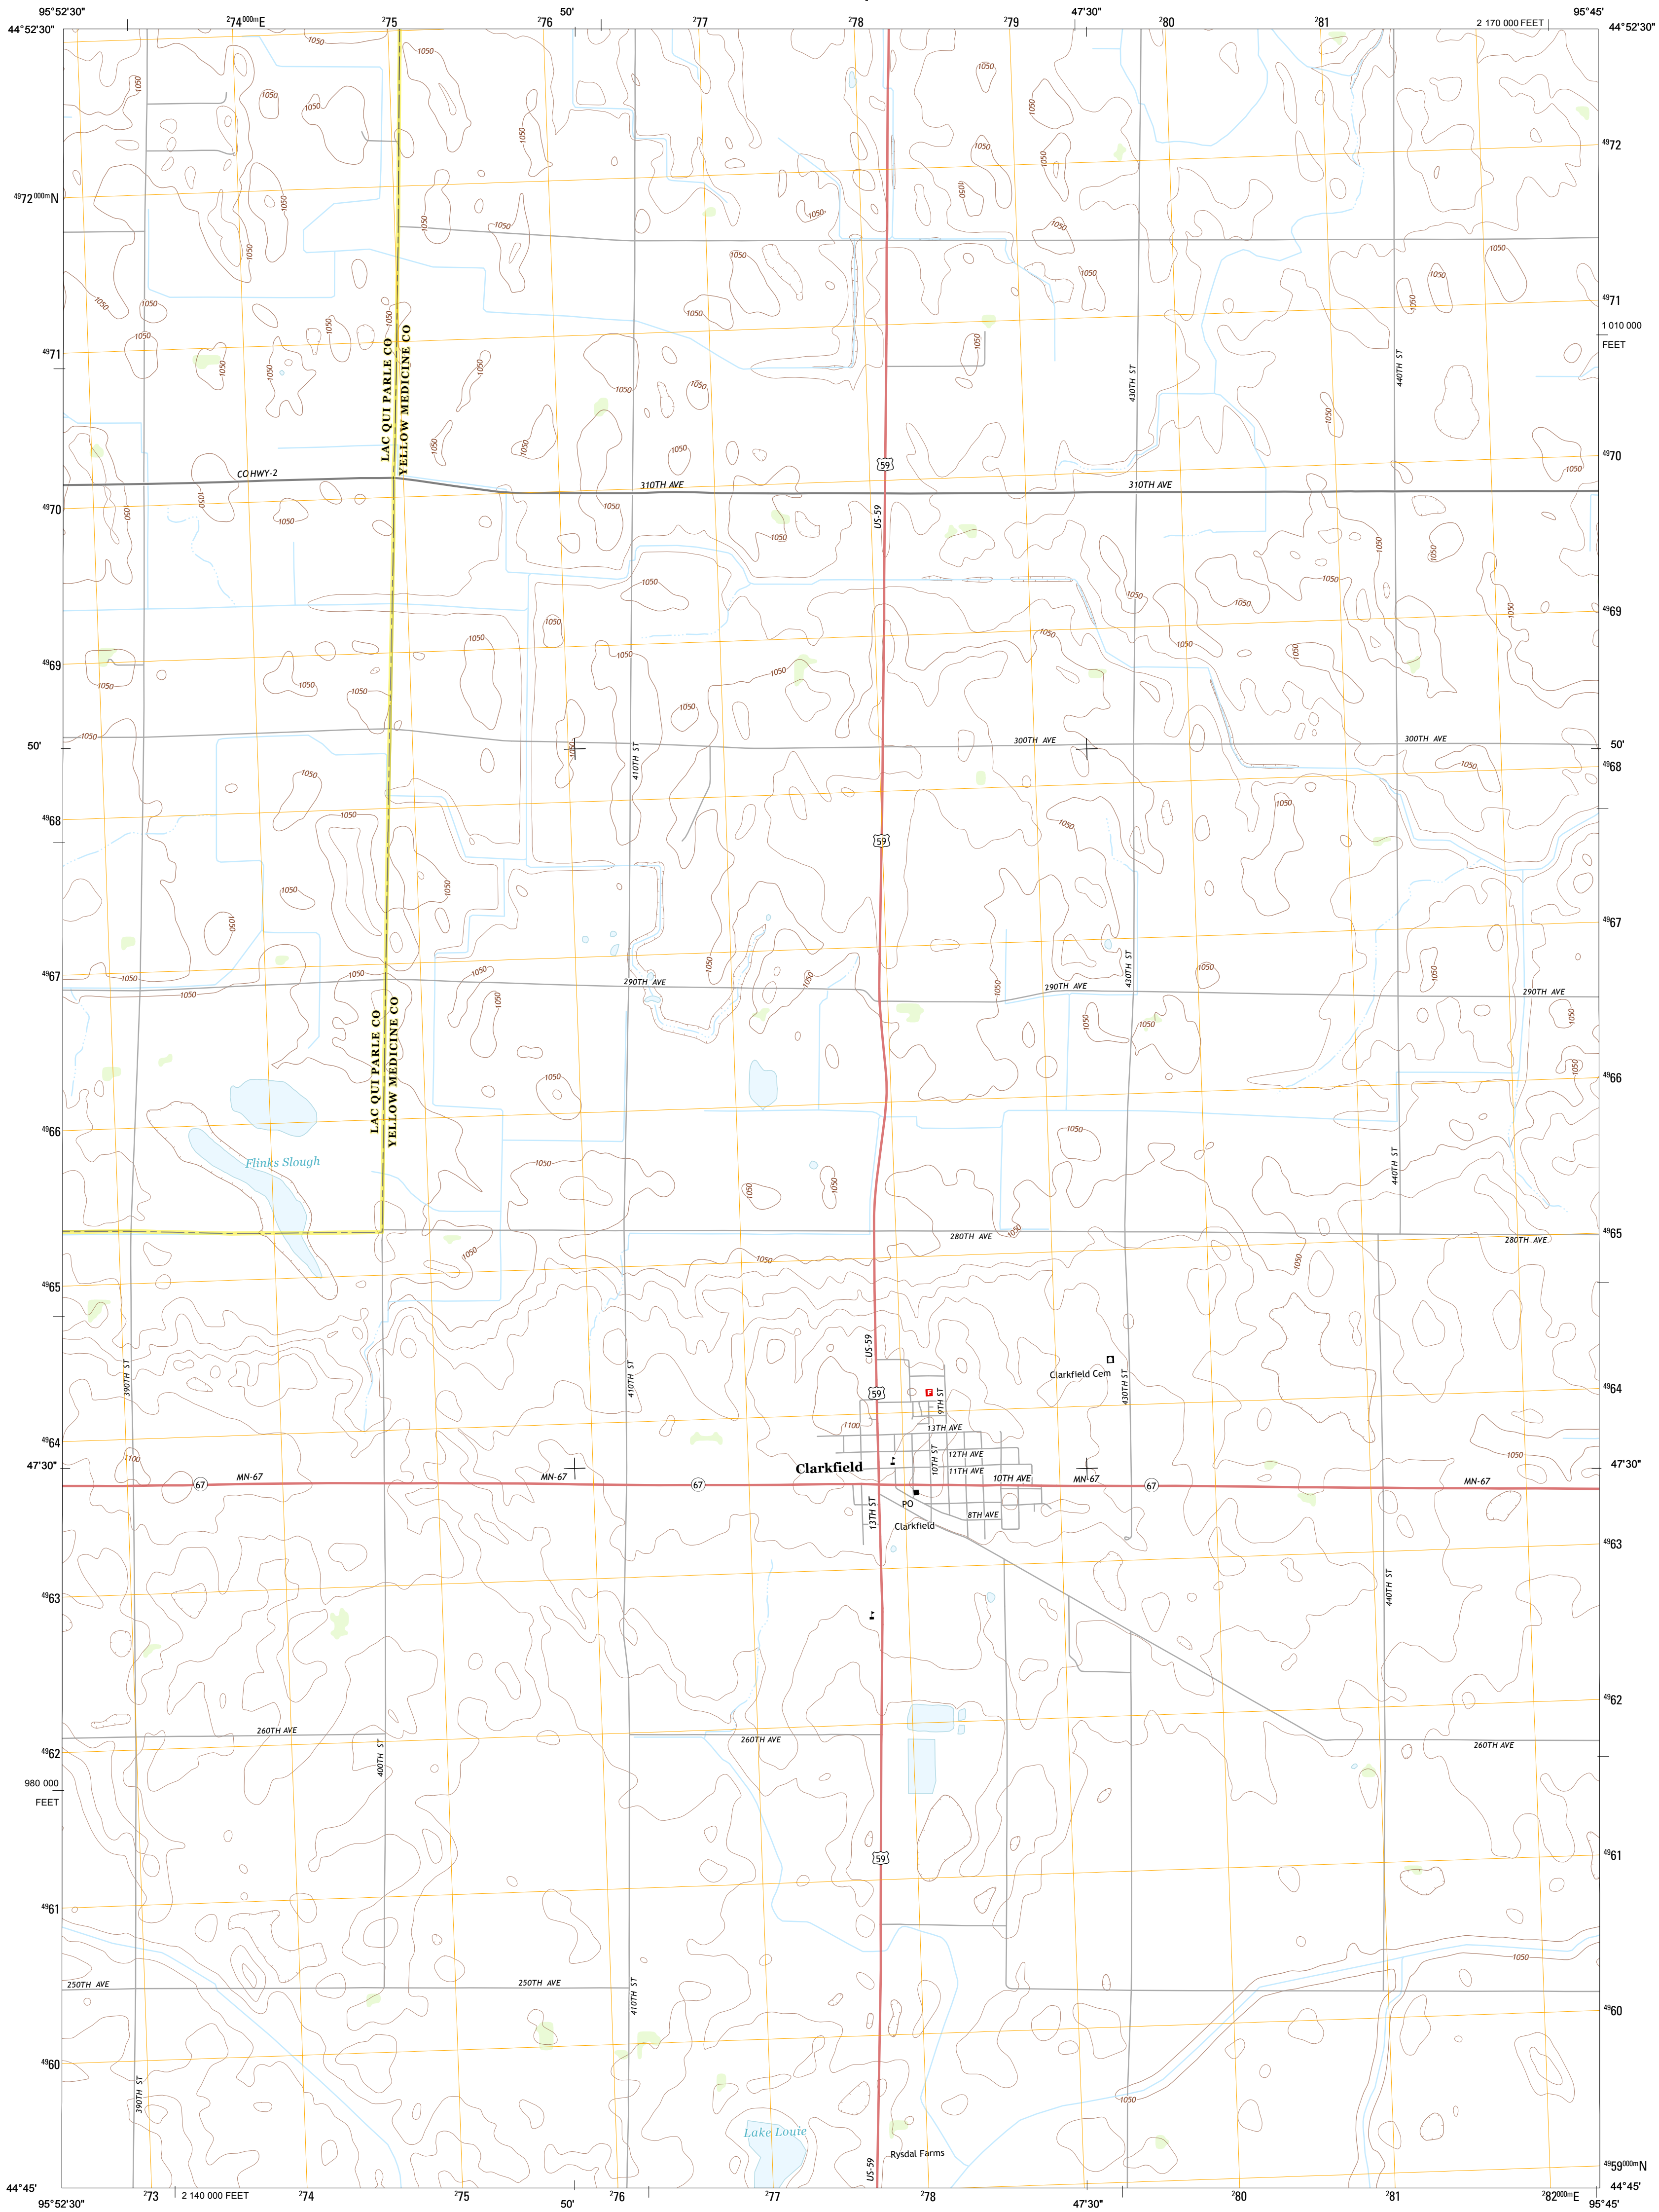 95°52'30"
²74⁰⁰⁰ᵐE
²75
²76
50'
²77
²78
²79
47'30"
²80
²81
2 170 000 FEET
95°45'
44°52'30"
44°52'30"
⁴⁹72
⁴⁹72⁰⁰⁰ᵐN
⁴⁹71
1 010 000
FEET
⁴⁹71
LAC QUI PARLE CO
YELLOW MEDICINE CO
430TH ST
440TH ST
⁴⁹70
CO HWY-2
59
310TH AVE
310TH AVE
US-59
⁴⁹70
⁴⁹69
⁴⁹69
50'
410TH ST
300TH AVE
300TH AVE
50'
⁴⁹68
⁴⁹68
59
⁴⁹67
⁴⁹67
290TH AVE
430TH ST
290TH AVE
290TH AVE
LAC QUI PARLE CO
YELLOW MEDICINE CO
⁴⁹66
⁴⁹66
Flinks Slough
440TH ST
280TH AVE
280TH AVE
⁴⁹65
⁴⁹65
390TH ST
410TH ST
US-59
59
F
9TH ST
Clarkfield Cem
430TH ST
⁴⁹64
⁴⁹64
1100
1100
13TH AVE
12TH AVE
11TH AVE
10TH ST
47'30"
Clarkfield
47'30"
MN-67
67
MN-67
67
10TH AVE
MN-67
67
MN-67
PO
13TH ST
8TH AVE
Clarkfield
⁴⁹63
⁴⁹63
440TH ST
⁴⁹62
⁴⁹62
260TH AVE
400TH ST
260TH AVE
260TH AVE
980 000
FEET
59
⁴⁹61
⁴⁹61
1050
250TH AVE
250TH AVE
410TH ST
⁴⁹60
⁴⁹60
390TH ST
1050
Lake Louie
Rysdal Farms
US-59
⁴⁹59⁰⁰⁰ᵐN
44°45'
44°45'
95°52'30"
²73
2 140 000 FEET
²74
²75
50'
²76
²77
²78
47'30"
²80
²81
²82⁰⁰⁰ᵐE
95°45'